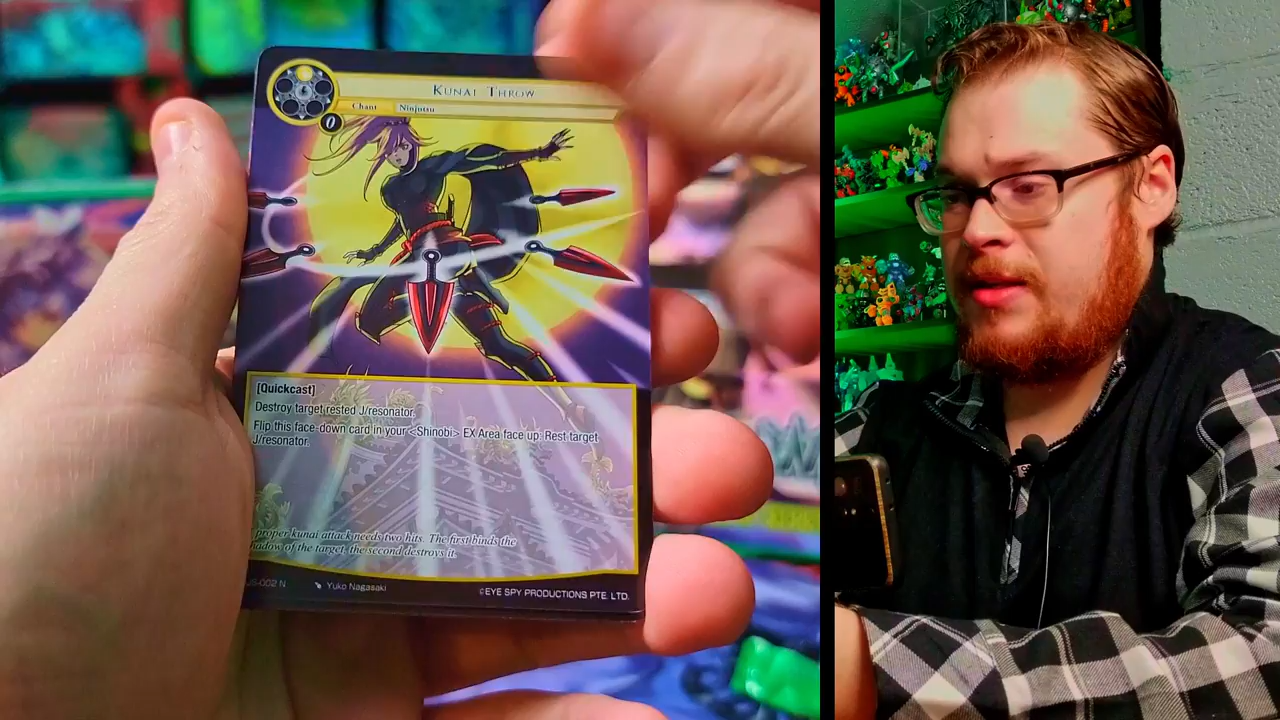 KUNAI THROW
Chant Ninjutsu
0
[Quickcast]
Destroy target rested J/resonator.
Flip this face-down card in your <Shinobi> EX Area face up: Rest target
J/resonator.
proper kunai attack needs two hits. The first binds the
of the target, the second destroys it.
-002 N Yuko Nagasaki ©EYE SPY PRODUCTIONS PTE. LTD.